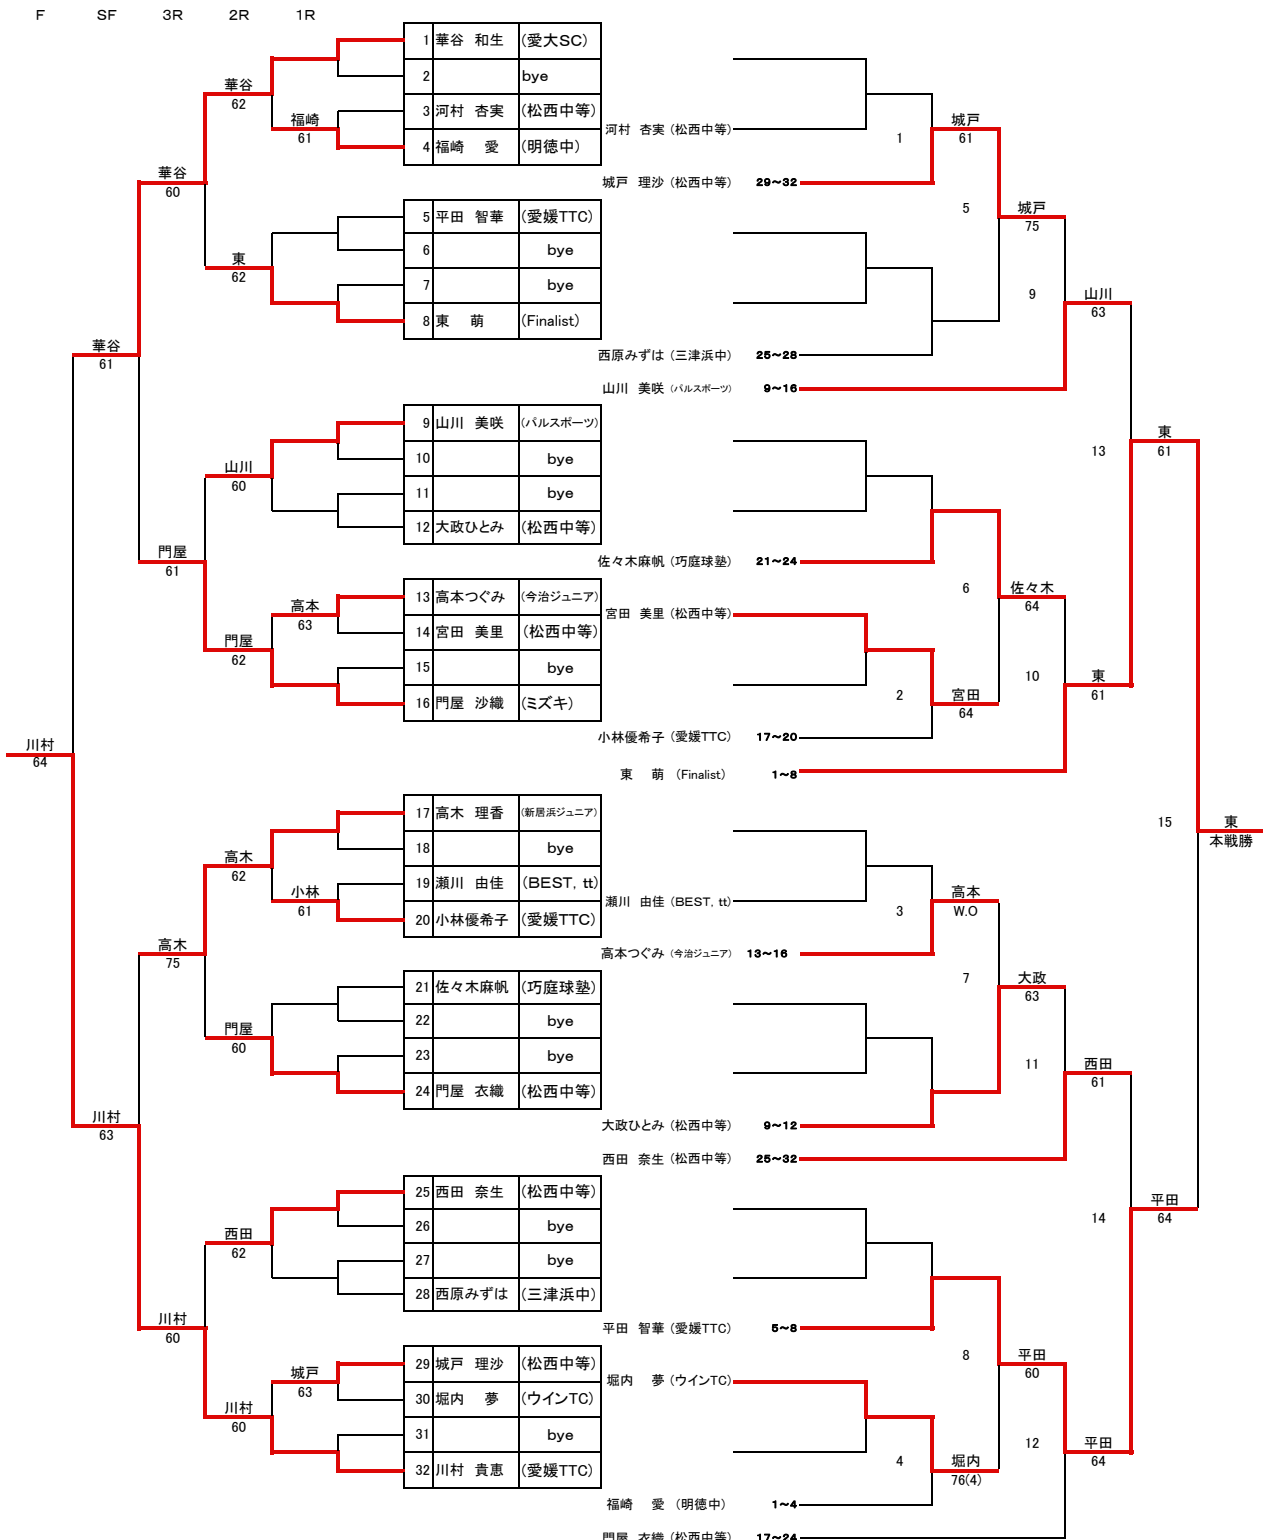 F SF 3R 2R 1R
1 華谷 和生 (愛大SC)
2 bye
3 河村 杏実 (松西中等)
4 福崎 愛 (明徳中)
5 平田 智華 (愛媛TTC)
6 bye
7 bye
8 東 萌 (Finalist)
9 山川 美咲 (パルスポーツ)
10 bye
11 bye
12 大政ひとみ (松西中等)
13 高本つぐみ (今治ジュニア)
14 宮田 美里 (松西中等)
15 bye
16 門屋 沙織 (ミズキ)
17 高木 理香 (新居浜ジュニア)
18 bye
19 瀬川 由佳 (BEST, tt)
20 小林優希子 (愛媛TTC)
21 佐々木麻帆 (巧庭球塾)
22 bye
23 bye
24 門屋 衣織 (松西中等)
25 西田 奈生 (松西中等)
26 bye
27 bye
28 西原みずは (三津浜中)
29 城戸 理沙 (松西中等)
30 堀内 夢 (ウインTC)
31 bye
32 川村 貴恵 (愛媛TTC)
福崎
61
高本
63
小林
61
城戸
63
華谷
62
東
62
山川
60
門屋
62
高木
62
門屋
60
西田
62
川村
60
華谷
60
門屋
61
高木
75
川村
60
華谷
61
川村
63
川村
64
河村 杏実 (松西中等)
城戸 理沙 (松西中等) 29~32
西原みずは (三津浜中) 25~28
山川 美咲 (パルスポーツ) 9~16
佐々木麻帆 (巧庭球塾) 21~24
宮田 美里 (松西中等)
小林優希子 (愛媛TTC) 17~20
東 萌 (Finalist) 1~8
瀬川 由佳 (BEST, tt)
高本つぐみ (今治ジュニア) 13~16
大政ひとみ (松西中等) 9~12
西田 奈生 (松西中等) 25~32
平田 智華 (愛媛TTC) 5~8
堀内 夢 (ウインTC)
福崎 愛 (明徳中) 1~4
門屋 衣織 (松西中等) 17~24
1
城戸
61
2
宮田
64
3
高本
W.O
4
堀内
76(4)
5
城戸
75
6
佐々木
64
7
大政
63
8
平田
60
9
山川
63
10
東
61
11
西田
61
12
平田
64
13
東
61
14
平田
64
15
東
本戦勝